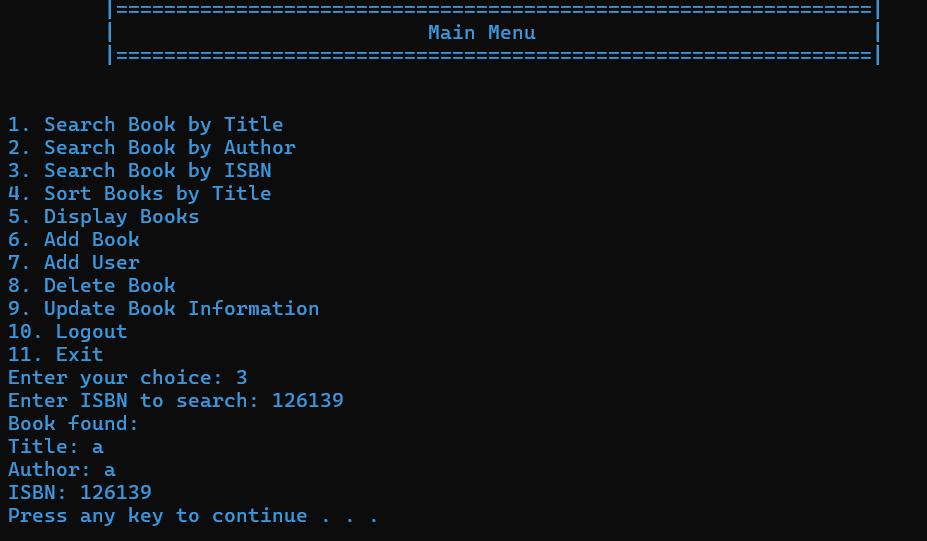 |===============================================================|
| Main Menu |
|===============================================================|
1. Search Book by Title
2. Search Book by Author
3. Search Book by ISBN
4. Sort Books by Title
5. Display Books
6. Add Book
7. Add User
8. Delete Book
9. Update Book Information
10. Logout
11. Exit
Enter your choice: 3
Enter ISBN to search: 126139
Book found:
Title: a
Author: a
ISBN: 126139
Press any key to continue . . .